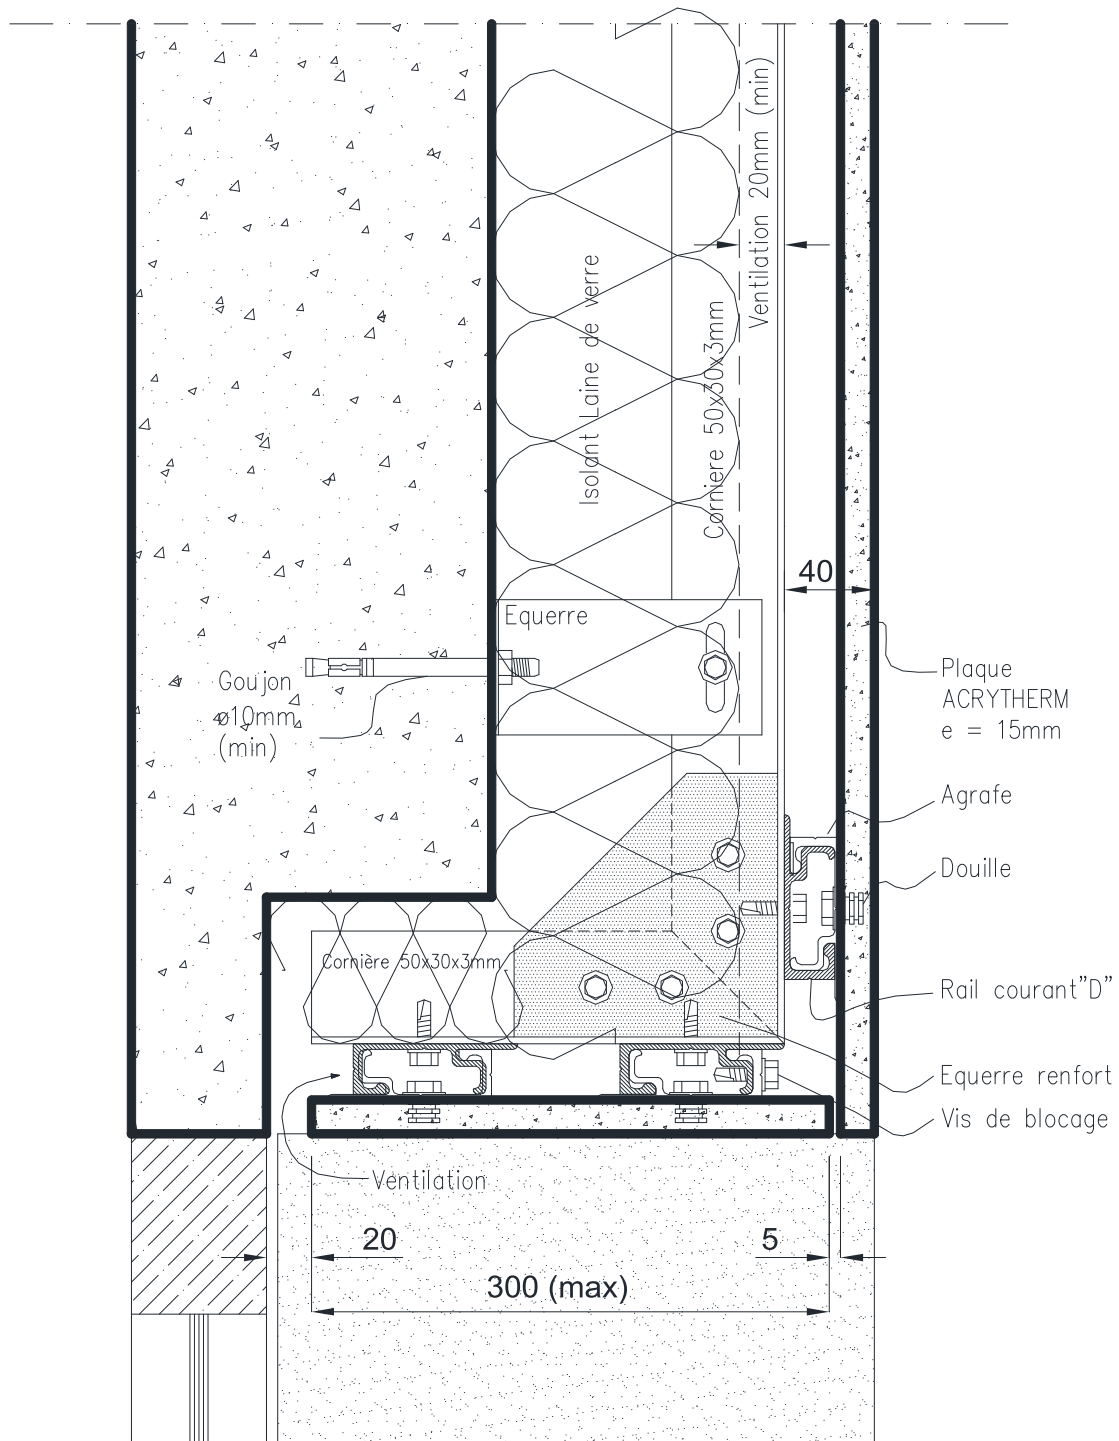 Ventilation 20mm (min)
Isolant Laine de verre
Cornière 50x30x3mm
40
Equerre
Goujon
ø10mm
(min)
Plaque
ACRYTHERM
e = 15mm
Agrafe
Douille
Cornière 50x30x3mm
Rail courant"D"
Equerre renfort
Vis de blocage
Ventilation
20
5
300 (max)